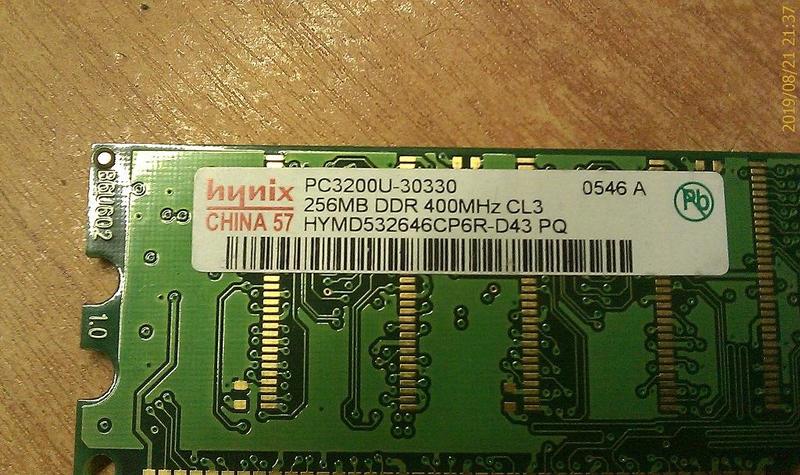 2019/08/21 21:37
B6U602
hynix PC3200U-30330 0546 A Pb
256MB DDR 400MHz CL3
CHINA 57 HYMD532646CP6R-D43 PQ
1.0